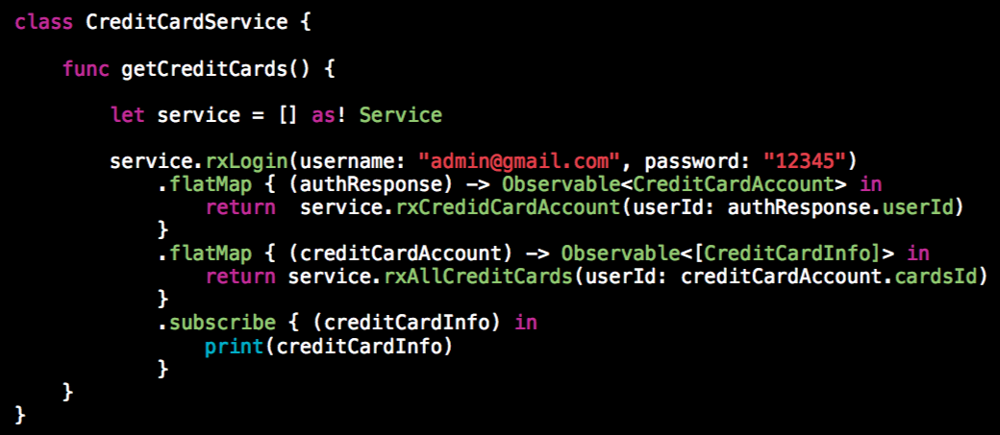 class CreditCardService {
func getCreditCards() {
let service = [] as! Service
service.rxLogin(username: "admin@gmail.com", password: "12345")
.flatMap { (authResponse) -> Observable<CreditCardAccount> in
return  service.rxCredidCardAccount(userId: authResponse.userId)
}
.flatMap { (creditCardAccount) -> Observable<[CreditCardInfo]> in
return service.rxAllCreditCards(userId: creditCardAccount.cardsId)
}
.subscribe { (creditCardInfo) in
print(creditCardInfo)
}
}
}